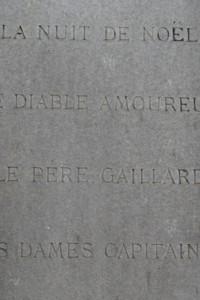 LA NUIT DE NOËL
E DIABLE AMOUREU
LE PÈRE GAILLARD
S DAMES CAPITAIN